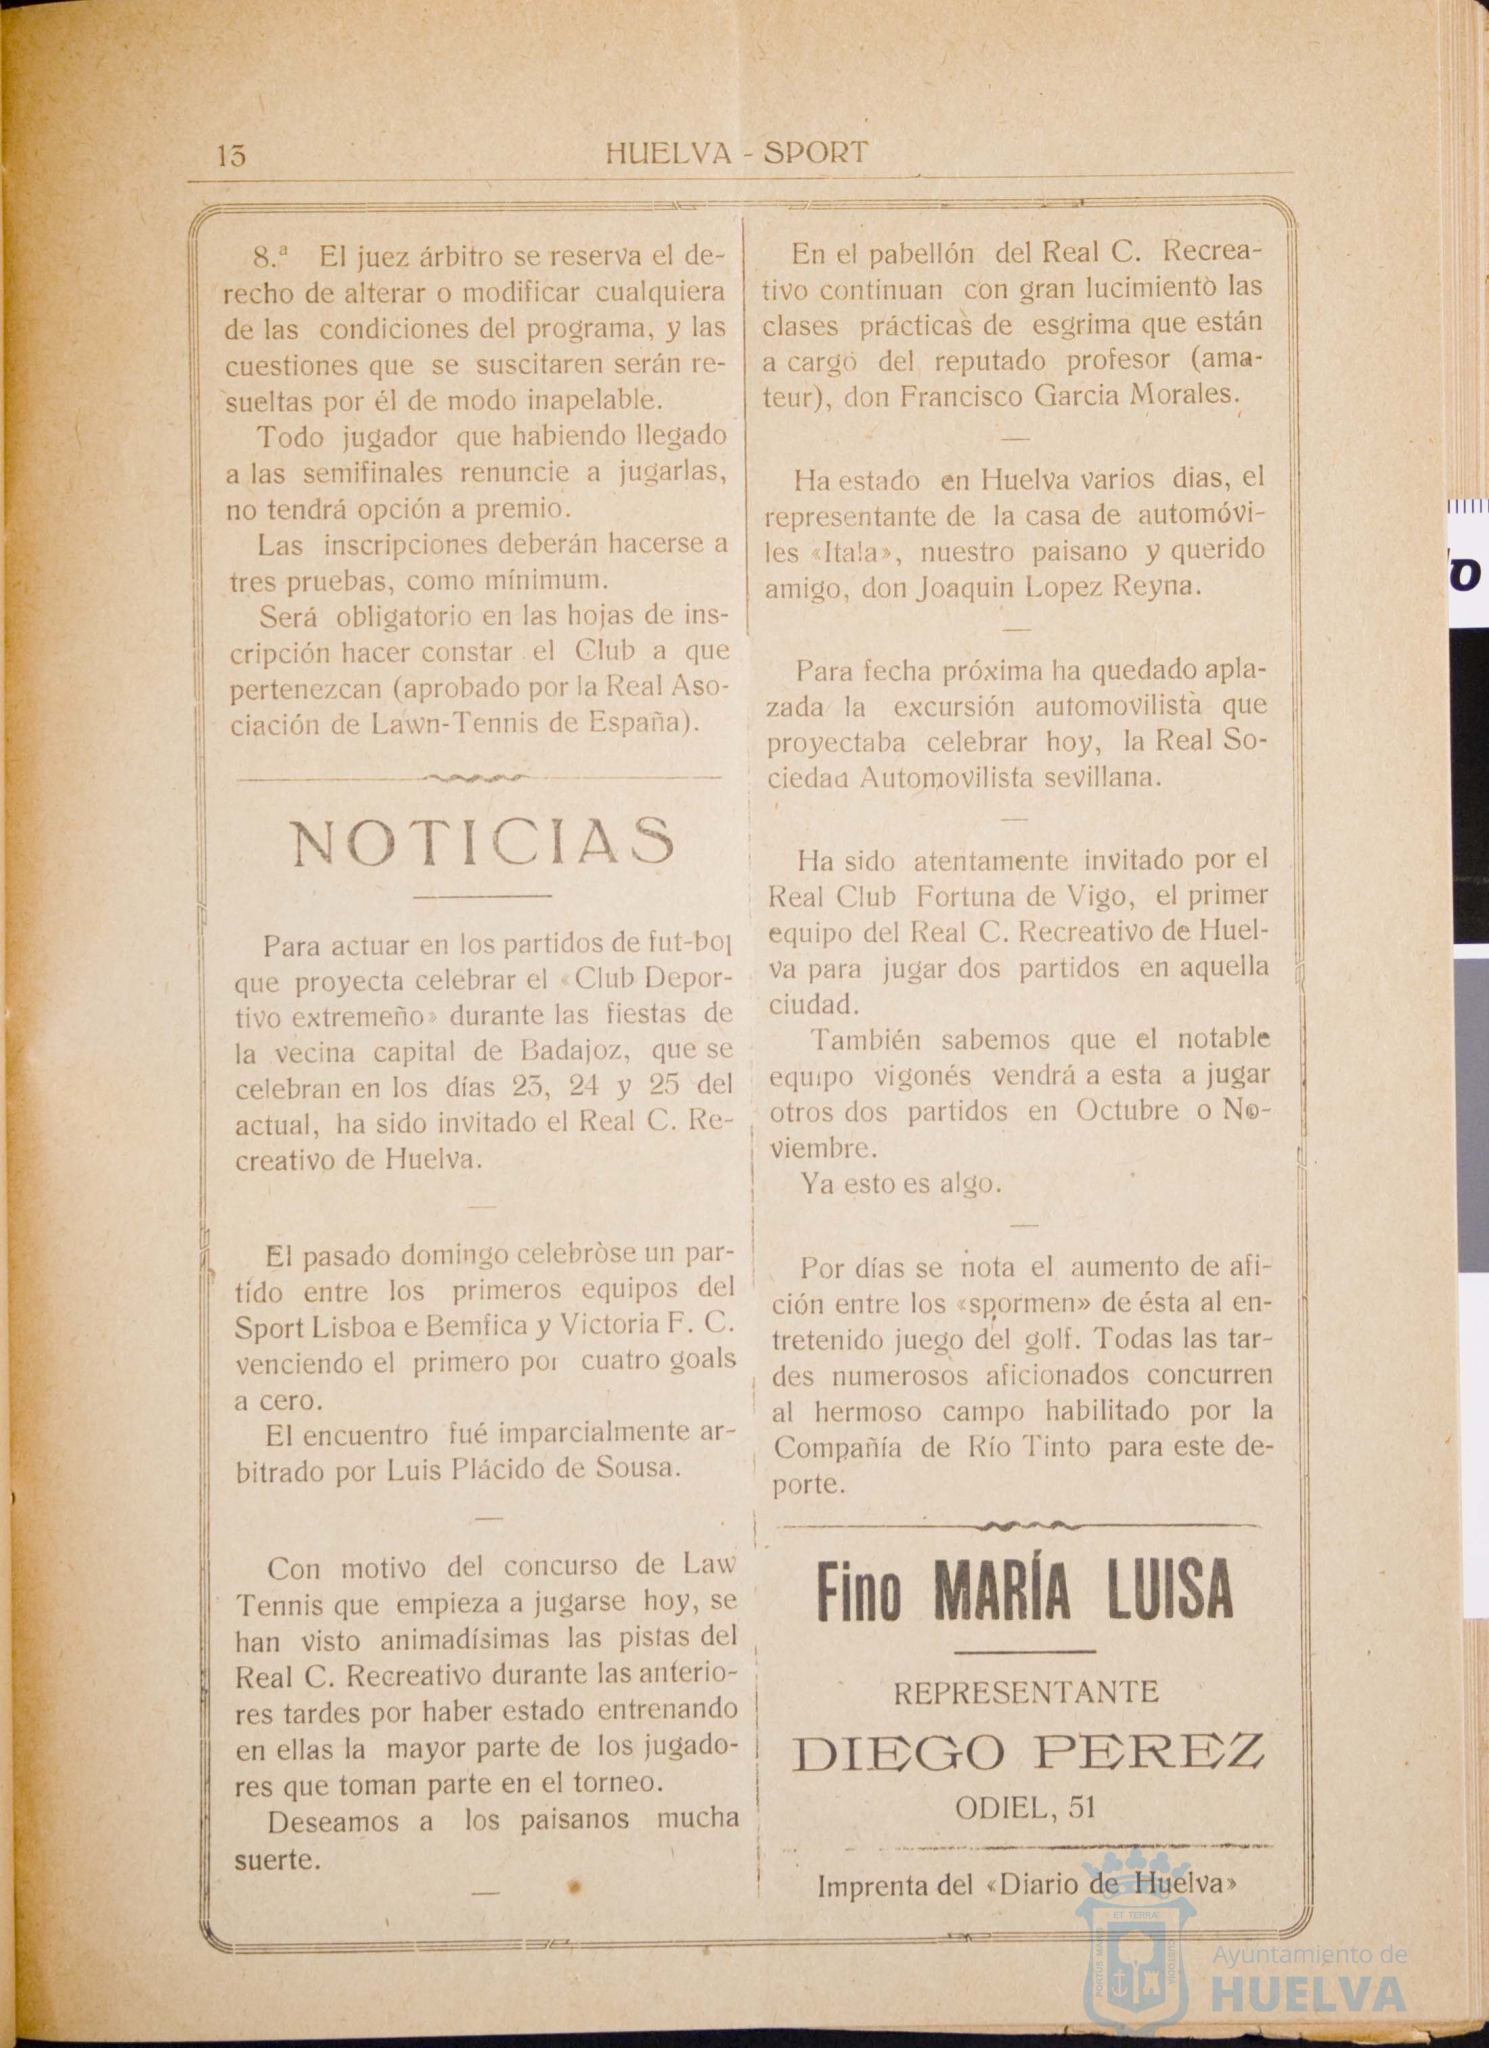 13
HUELVA - SPORT
8.ª El juez árbitro se reserva el de-
recho de alterar o modificar cualquiera
de las condiciones del programa, y las
cuestiones que se suscitaren serán re-
sueltas por él de modo inapelable.
Todo jugador que habiendo llegado
a las semifinales renuncie a jugarlas,
no tendrá opción a premio.
Las inscripciones deberán hacerse a
tres pruebas, como mínimum.
Será obligatorio en las hojas de ins-
cripción hacer constar el Club a que
pertenezcan (aprobado por la Real Aso-
ciación de Lawn-Tennis de España).
NOTICIAS
Para actuar en los partidos de fut-bol
que proyecta celebrar el «Club Depor-
tivo extremeño» durante las fiestas de
la vecina capital de Badajoz, que se
celebran en los días 23, 24 y 25 del
actual, ha sido invitado el Real C. Re-
creativo de Huelva.
El pasado domingo celebròse un par-
tido entre los primeros equipos del
Sport Lisboa e Bemfica y Victoria F. C.
venciendo el primero por cuatro goals
a cero.
El encuentro fué imparcialmente ar-
bitrado por Luis Plácido de Sousa.
Con motivo del concurso de Law
Tennis que empieza a jugarse hoy, se
han visto animadísimas las pistas del
Real C. Recreativo durante las anterio-
res tardes por haber estado entrenando
en ellas la mayor parte de los jugado-
res que toman parte en el torneo.
Deseamos a los paisanos mucha
suerte.
En el pabellón del Real C. Recrea-
tivo continuan con gran lucimiento las
clases prácticas de esgrima que están
a cargo del reputado profesor (ama-
teur), don Francisco Garcia Morales.
Ha estado en Huelva varios dias, el
representante de la casa de automóvi-
les «Itala», nuestro paisano y querido
amigo, don Joaquin Lopez Reyna.
Para fecha próxima ha quedado apla-
zada la excursión automovilista que
proyectaba celebrar hoy, la Real So-
ciedad Automovilista sevillana.
Ha sido atentamente invitado por el
Real Club Fortuna de Vigo, el primer
equipo del Real C. Recreativo de Huel-
va para jugar dos partidos en aquella
ciudad.
También sabemos que el notable
equipo vigonés vendrá a esta a jugar
otros dos partidos en Octubre o No-
viembre.
Ya esto es algo.
Por días se nota el aumento de afi-
ción entre los «spormen» de ésta al en-
tretenido juego del golf. Todas las tar-
des numerosos aficionados concurren
al hermoso campo habilitado por la
Compañía de Río Tinto para este de-
porte.
Fino MARÍA LUISA
REPRESENTANTE
DIEGO PEREZ
ODIEL, 51
Imprenta del «Diario de Huelva»
ET TERRÆ
PORTUS MARIS
CUSTODIA
Ayuntamiento de
HUELVA